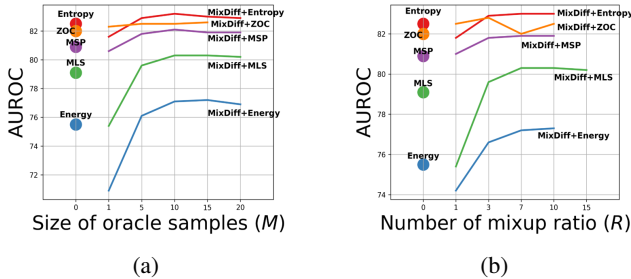 Entropy
ZOC
MSP
MLS
Energy
MixDiff+Entropy
MixDiff+ZOC
MixDiff+MSP
MixDiff+MLS
MixDiff+Energy
AUROC
82
80
78
76
74
72
0 1 5 10 15 20
Size of oracle samples (M)
(a)
Entropy
ZOC
MSP
MLS
Energy
MixDiff+Entropy
MixDiff+ZOC
MixDiff+MSP
MixDiff+MLS
MixDiff+Energy
AUROC
82
80
78
76
74
0 1 3 7 10 15
Number of mixup ratio (R)
(b)